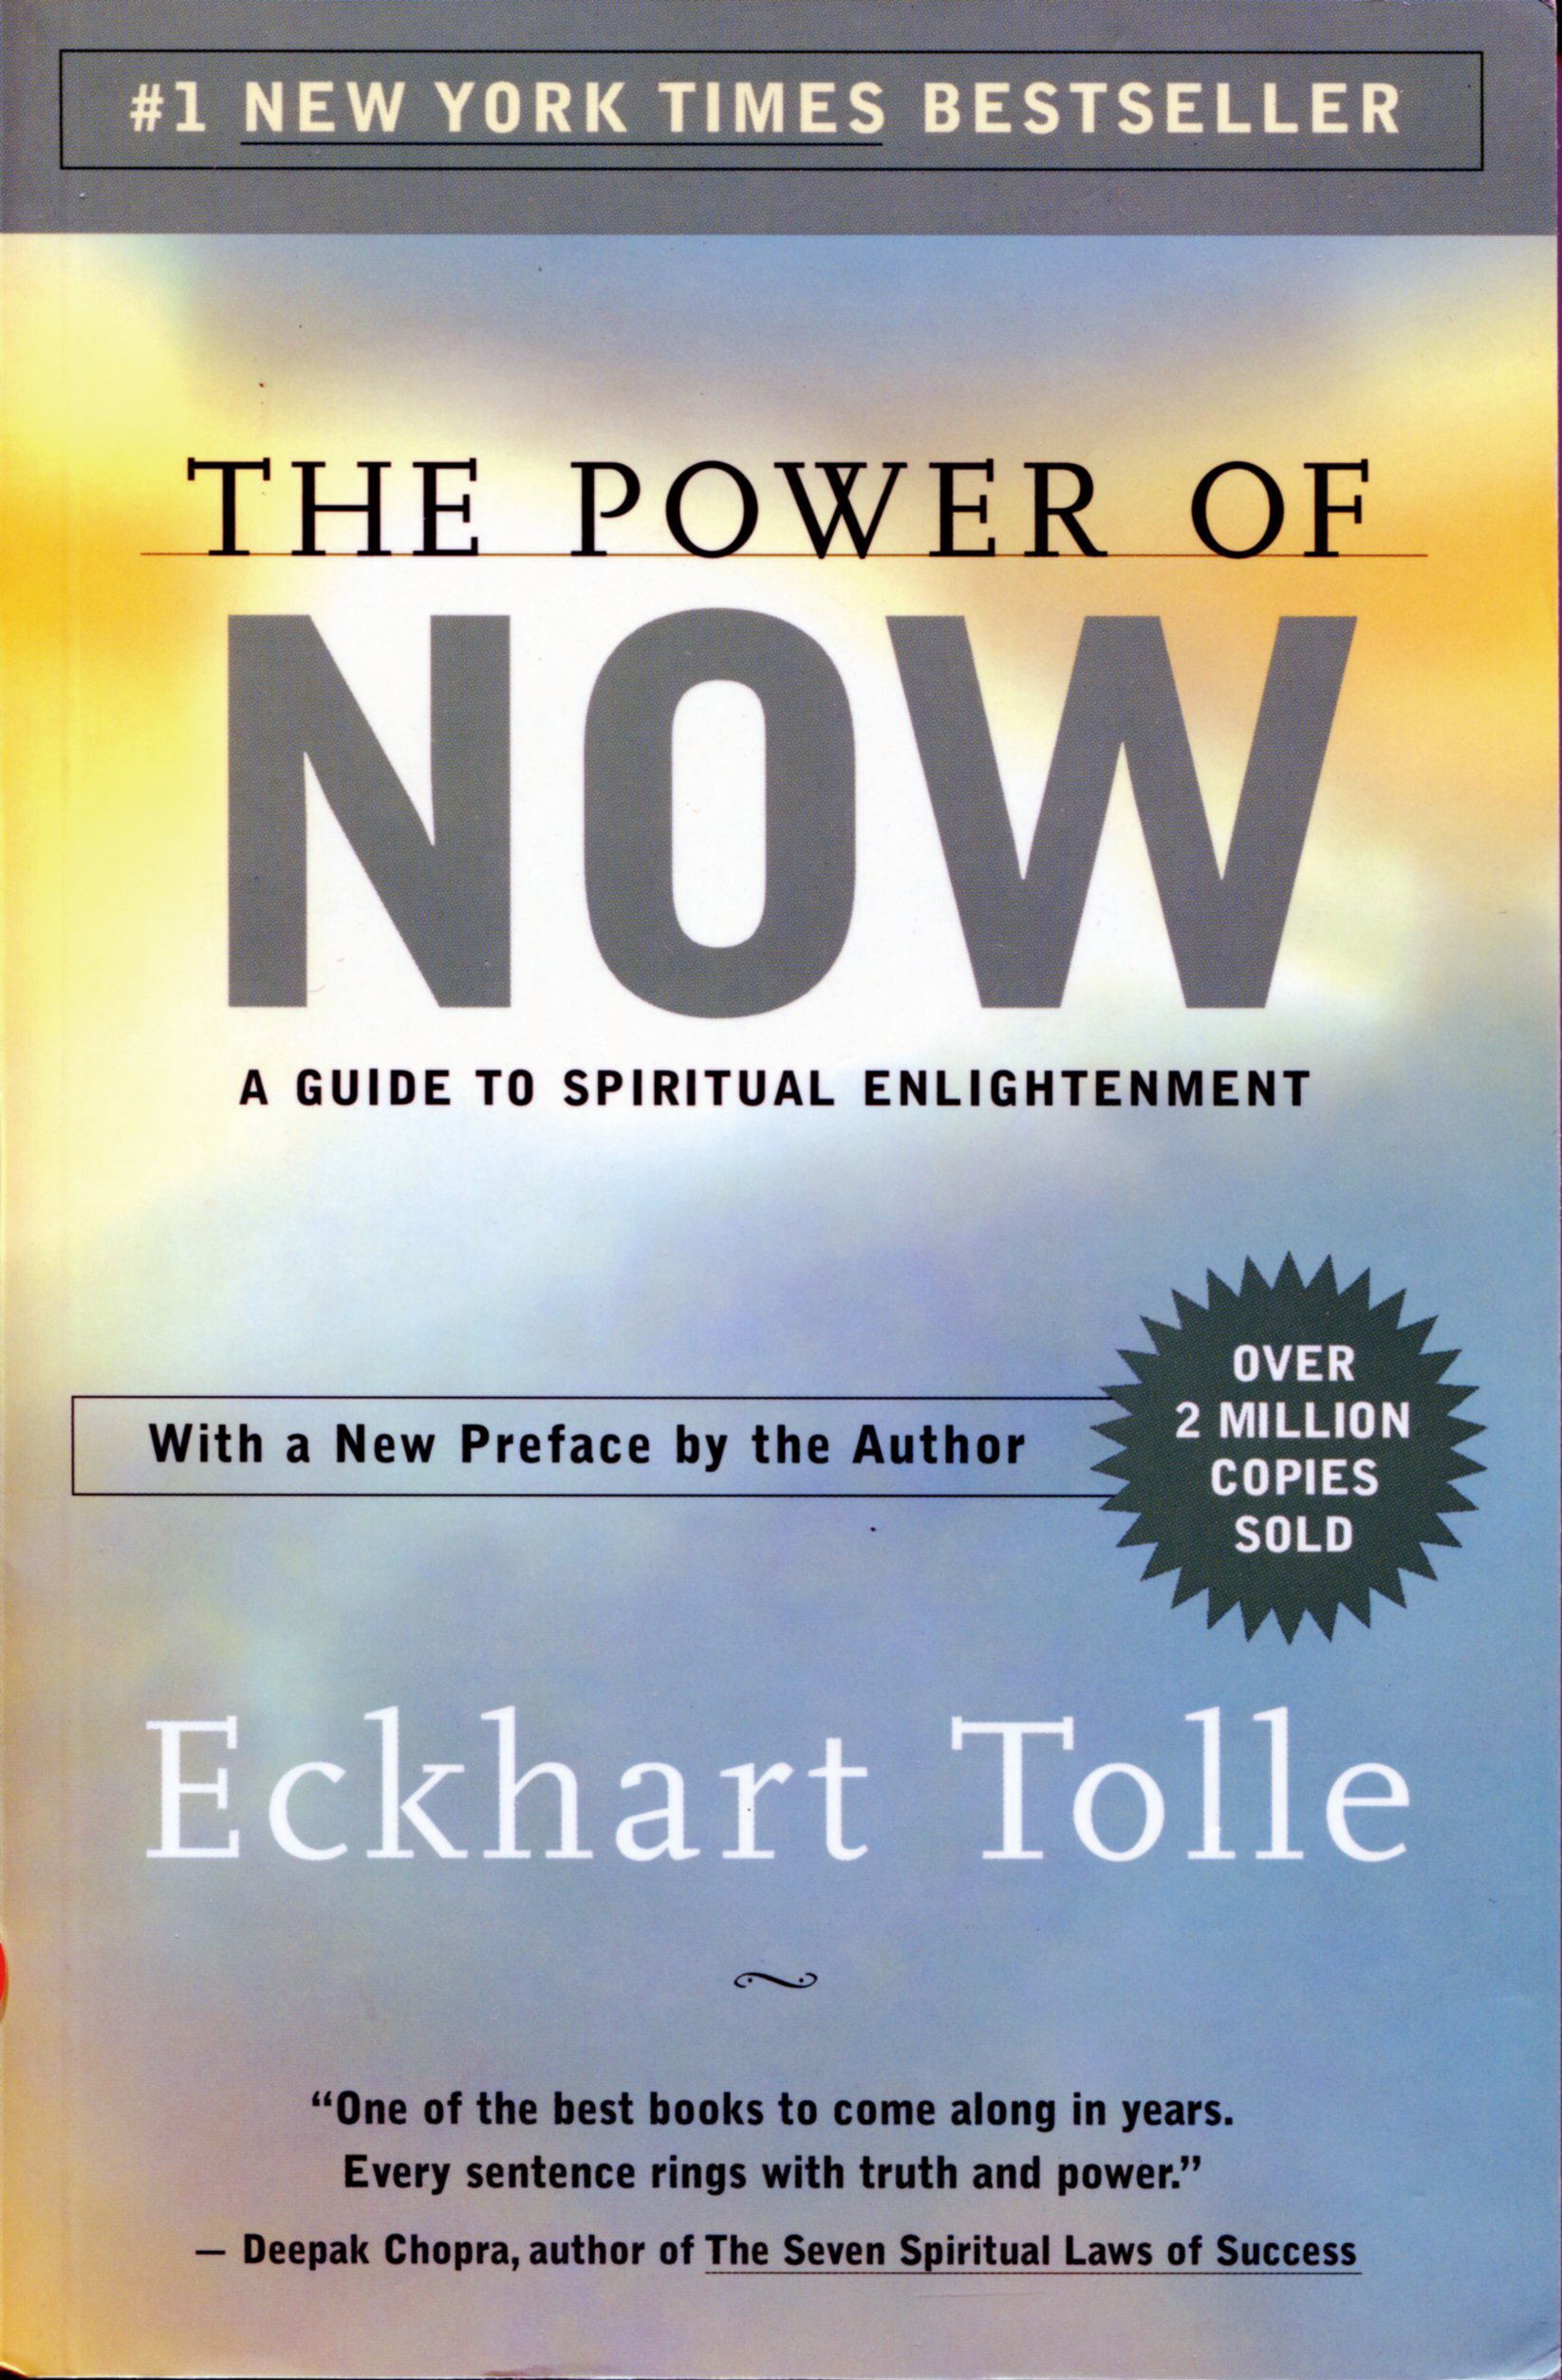 #1 NEW YORK TIMES BESTSELLER
THE POWER OF
NOW
A GUIDE TO SPIRITUAL ENLIGHTENMENT
With a New Preface by the Author
OVER
2 MILLION
COPIES
SOLD
Eckhart Tolle
“One of the best books to come along in years.
Every sentence rings with truth and power.”
— Deepak Chopra, author of The Seven Spiritual Laws of Success